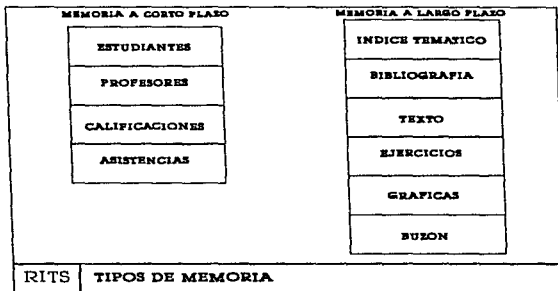 MEMORIA A CORTO PLAZO
ESTUDIANTES
PROFESORES
CALIFICACIONES
ASISTENCIAS
MEMORIA A LARGO PLAZO
INDICE TEMATICO
BIBLIOGRAFIA
TEXTO
EJERCICIOS
GRAFICAS
BUZON
RITS TIPOS DE MEMORIA